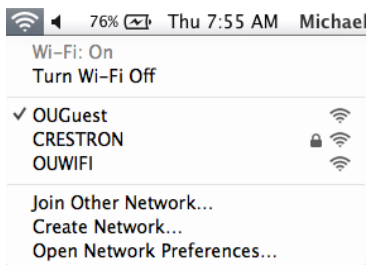 76% Thu 7:55 AM Michael
Wi-Fi: On
Turn Wi-Fi Off
OUGuest
CRESTRON
OUWIFI
Join Other Network...
Create Network...
Open Network Preferences...